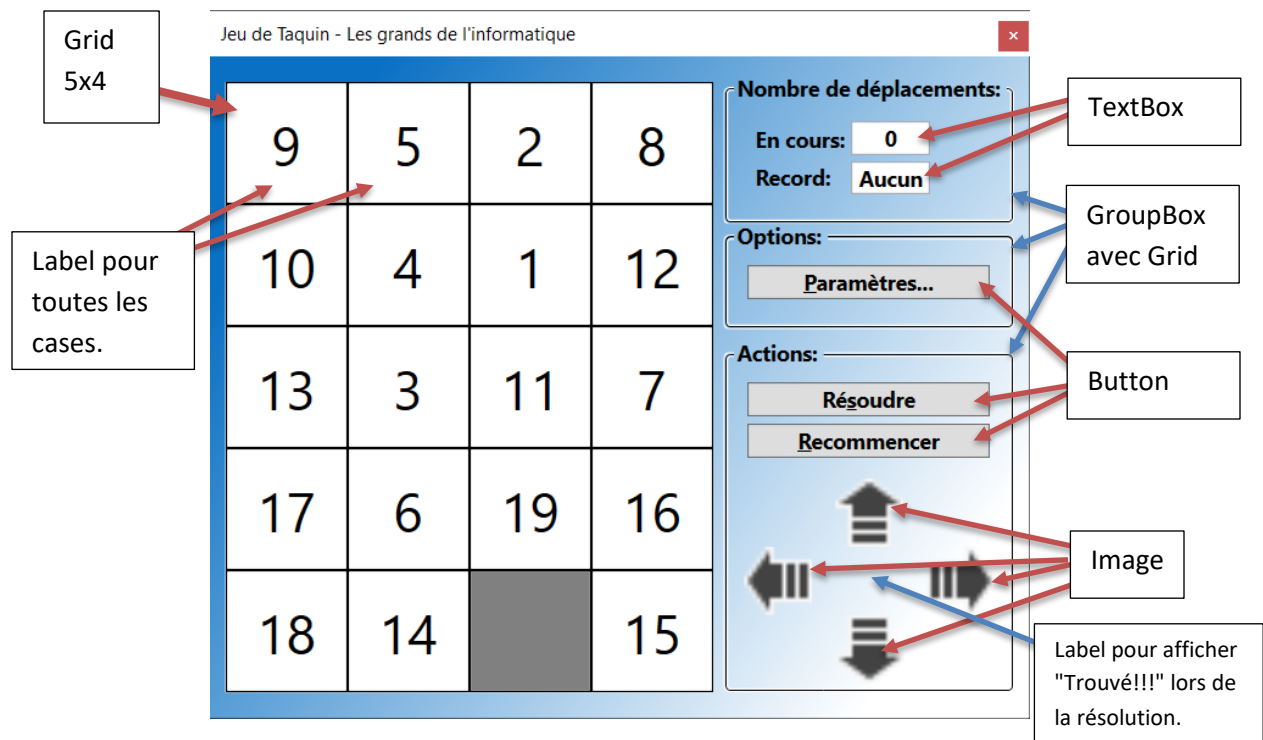 Jeu de Taquin - Les grands de l'informatique
×
Grid
5x4
Label pour
toutes les
cases.
9 5 2 8
10 4 1 12
13 3 11 7
17 6 19 16
18 14 15
Nombre de déplacements:
En cours: 0
Record: Aucun
Options:
Paramètres...
Actions:
Résoudre
Recommencer
TextBox
GroupBox
avec Grid
Button
Image
Label pour afficher
"Trouvé!!!" lors de
la résolution.